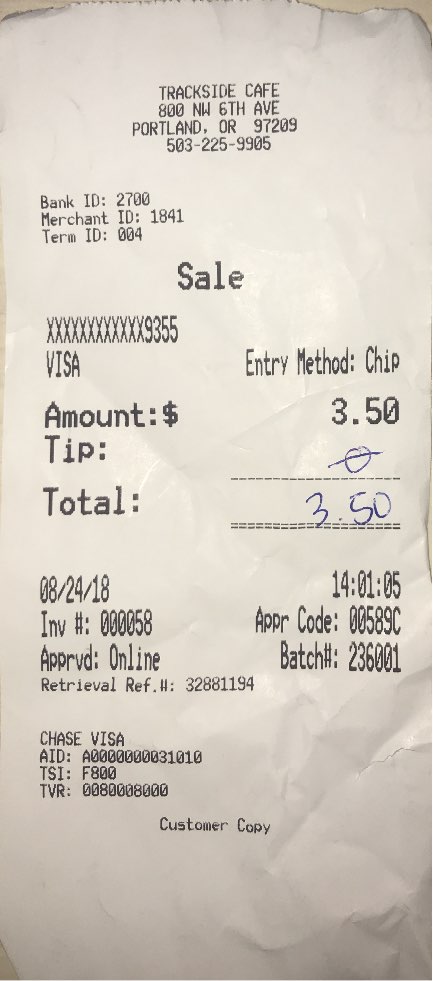 TRACKSIDE CAFE
800 NW 6TH AVE
PORTLAND, OR 97209
503-225-9905
Bank ID: 2700
Merchant ID: 1841
Term ID: 004
Sale
XXXXXXXXXXXX9355
VISA Entry Method: Chip
Amount:$ 3.50
Tip: 0
Total: 3.50
08/24/18 14:01:05
Inv #: 000058 Appr Code: 00589C
Apprvd: Online Batch#: 236001
Retrieval Ref.#: 32881194
CHASE VISA
AID: A0000000031010
TSI: F800
TVR: 0080008000
Customer Copy